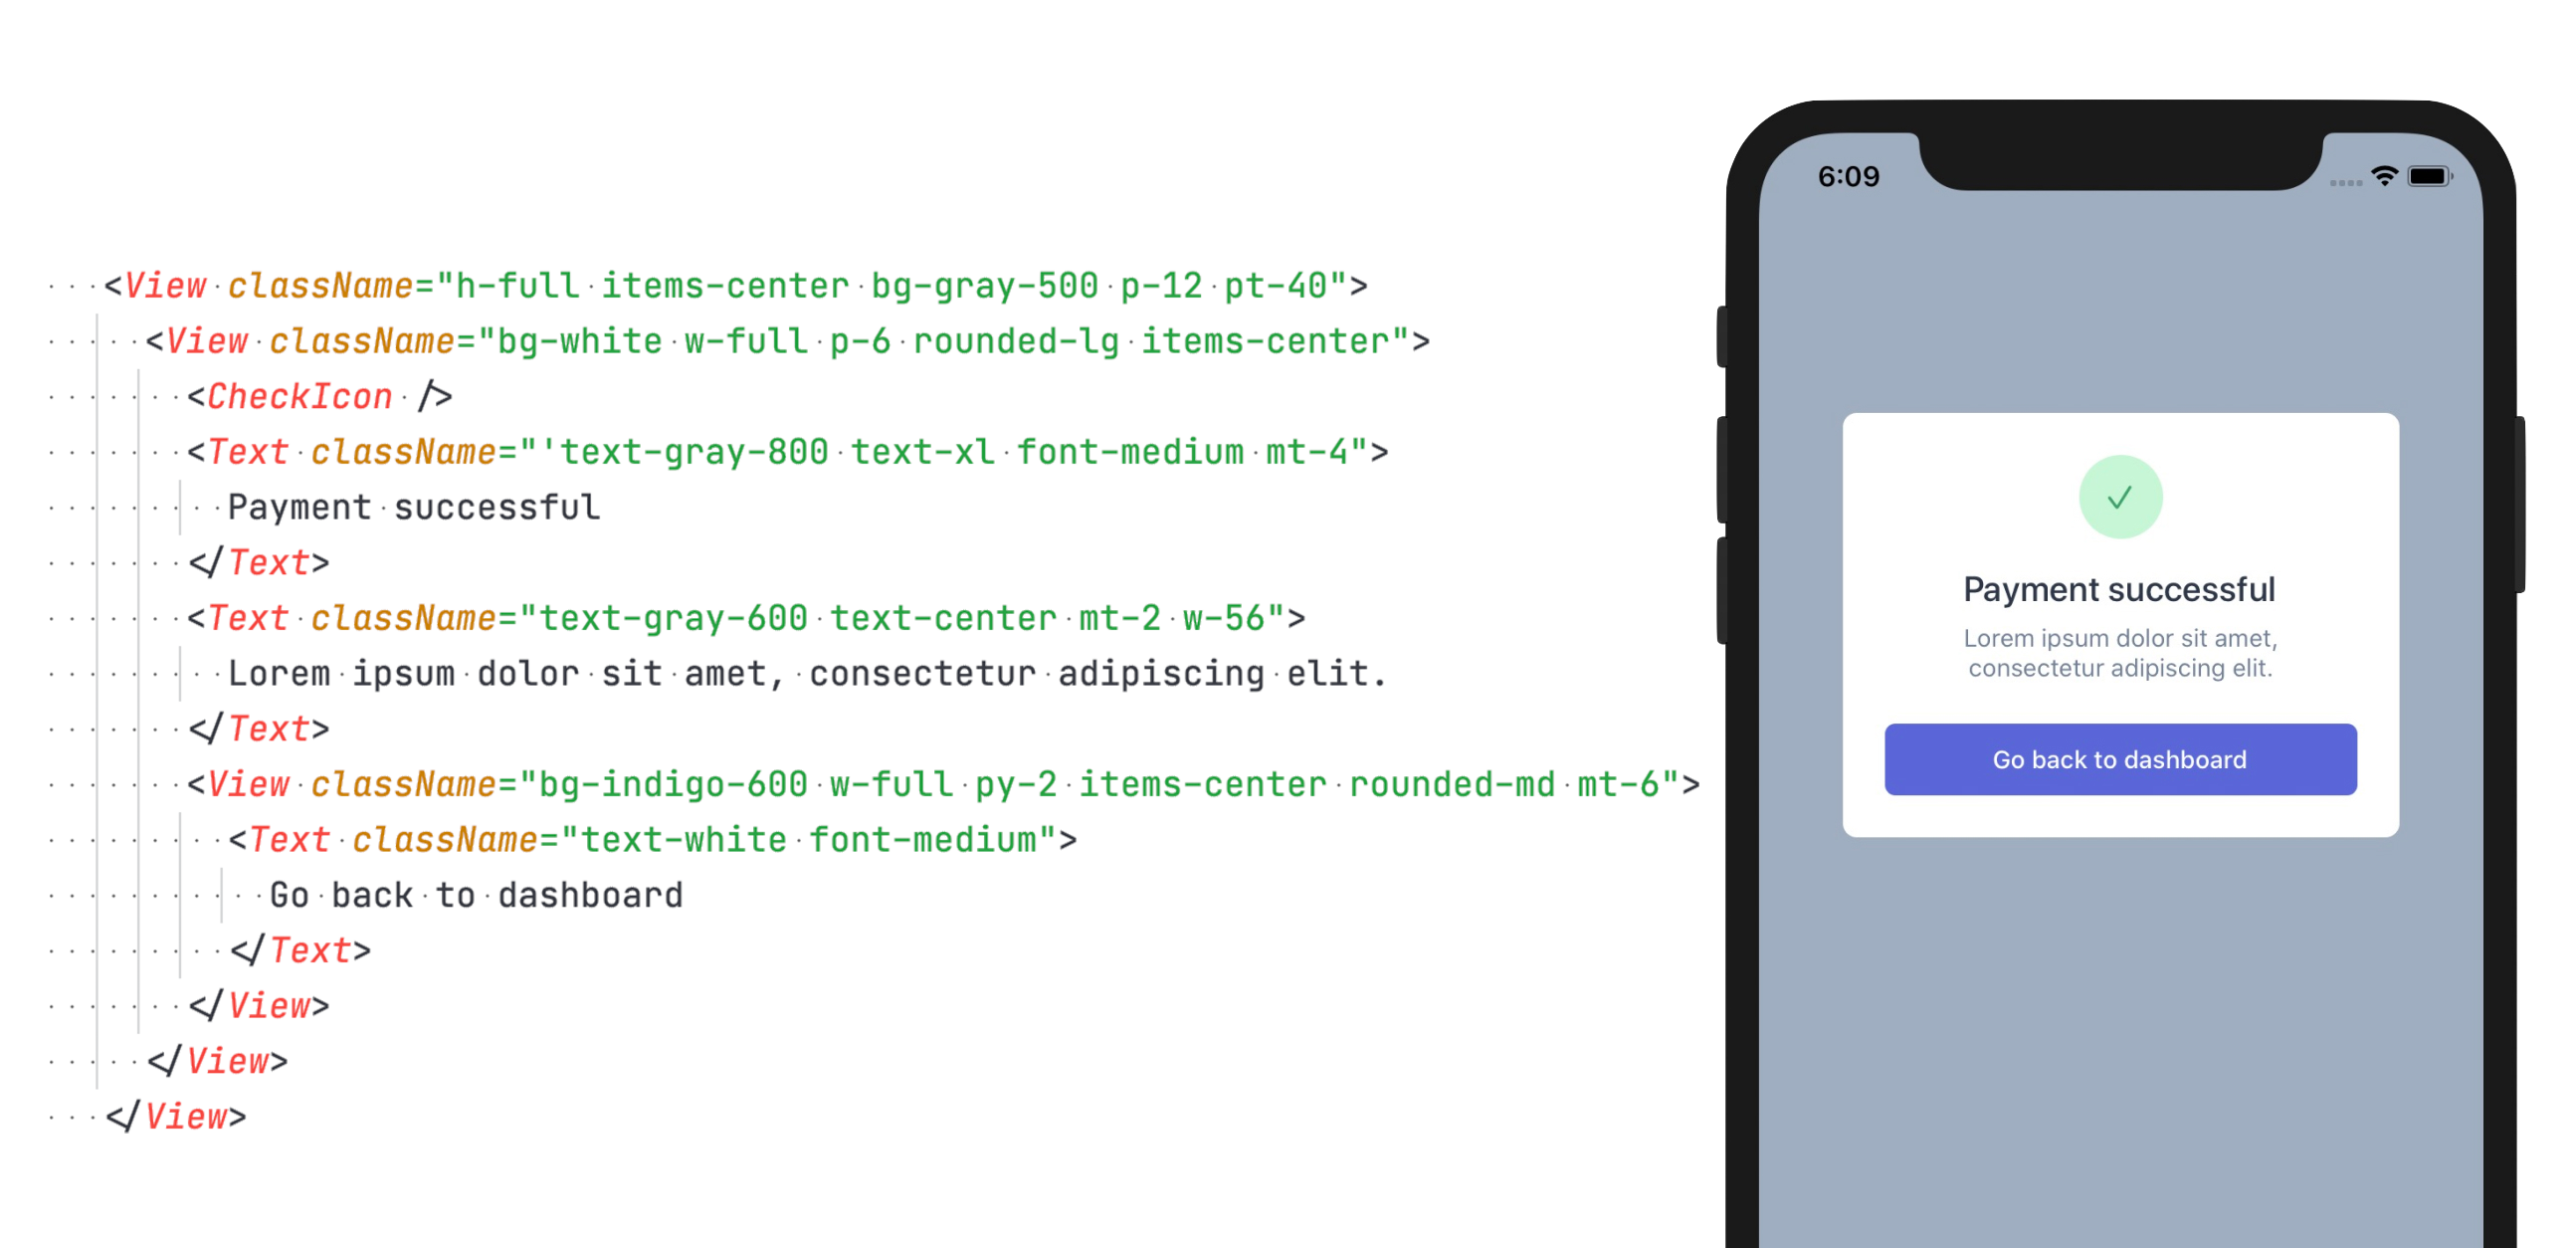 <View className="h-full items-center bg-gray-500 p-12 pt-40">
<View className="bg-white w-full p-6 rounded-lg items-center">
<CheckIcon />
<Text className="'text-gray-800 text-xl font-medium mt-4">
Payment successful
</Text>
<Text className="text-gray-600 text-center mt-2 w-56">
Lorem ipsum dolor sit amet, consectetur adipiscing elit.
</Text>
<View className="bg-indigo-600 w-full py-2 items-center rounded-md mt-6">
<Text className="text-white font-medium">
Go back to dashboard
</Text>
</View>
</View>
</View>
6:09
Payment successful
Lorem ipsum dolor sit amet,
consectetur adipiscing elit.
Go back to dashboard